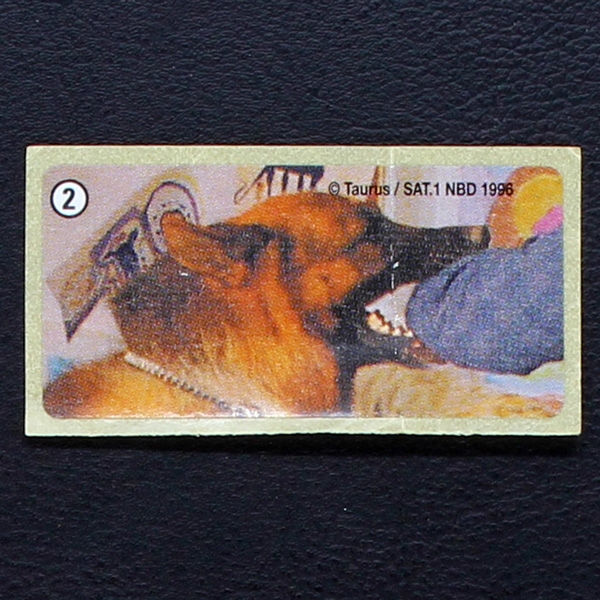 2
© Taurus / SAT.1 NBD 1996